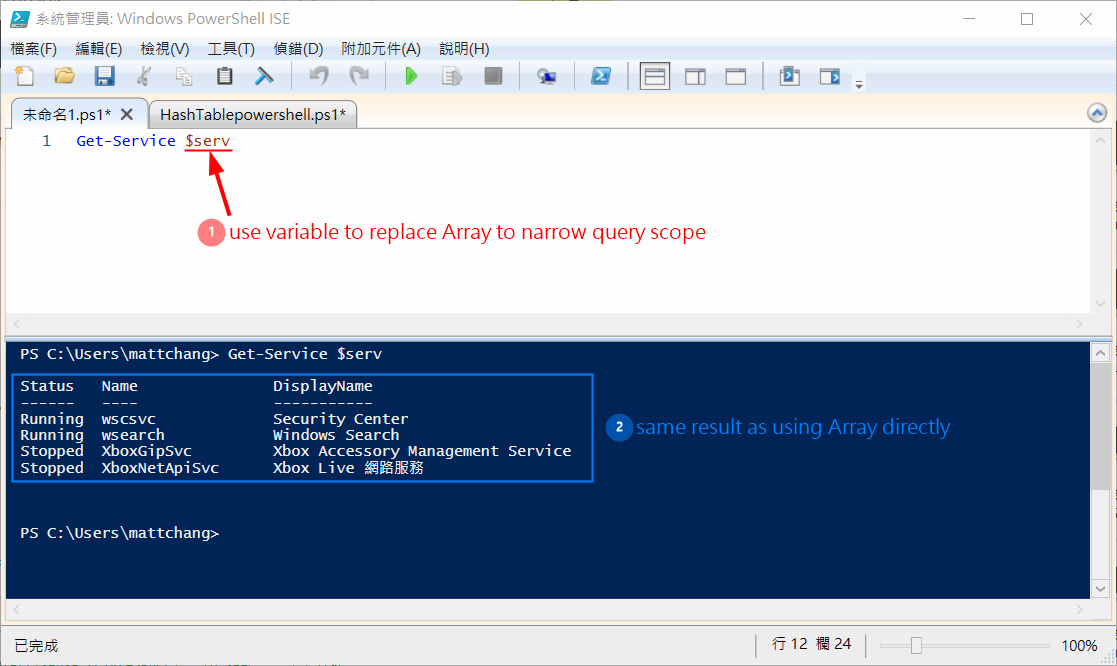 系統管理員: Windows PowerShell ISE
檔案(F) 編輯(E) 檢視(V) 工具(T) 偵錯(D) 附加元件(A) 說明(H)
未命名1.ps1* HashTablepowershell.ps1*
1 Get-Service $serv
1 use variable to replace Array to narrow query scope
PS C:\Users\mattchang> Get-Service $serv
Status Name DisplayName
------ ---- -----------
Running wscsvc Security Center
Running wsearch Windows Search
Stopped XboxGipSvc Xbox Accessory Management Service
Stopped XboxNetApiSvc Xbox Live 網路服務
2 same result as using Array directly
PS C:\Users\mattchang>
已完成 行 12 欄 24 100%